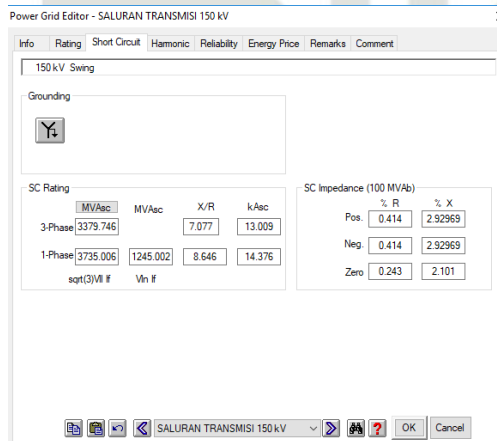 Power Grid Editor - SALURAN TRANSMISI 150 kV
Info Rating Short Circuit Harmonic Reliability Energy Price Remarks Comment
150 kV Swing
Grounding
SC Rating
MVAsc MVAsc X/R kAsc
3-Phase 3379.746 7.077 13.009
1-Phase 3735.006 1245.002 8.646 14.376
sqrt(3)Vll If Vln If
SC Impedance (100 MVAb)
% R % X
Pos. 0.414 2.92969
Neg. 0.414 2.92969
Zero 0.243 2.101
SALURAN TRANSMISI 150 kV ? OK Cancel